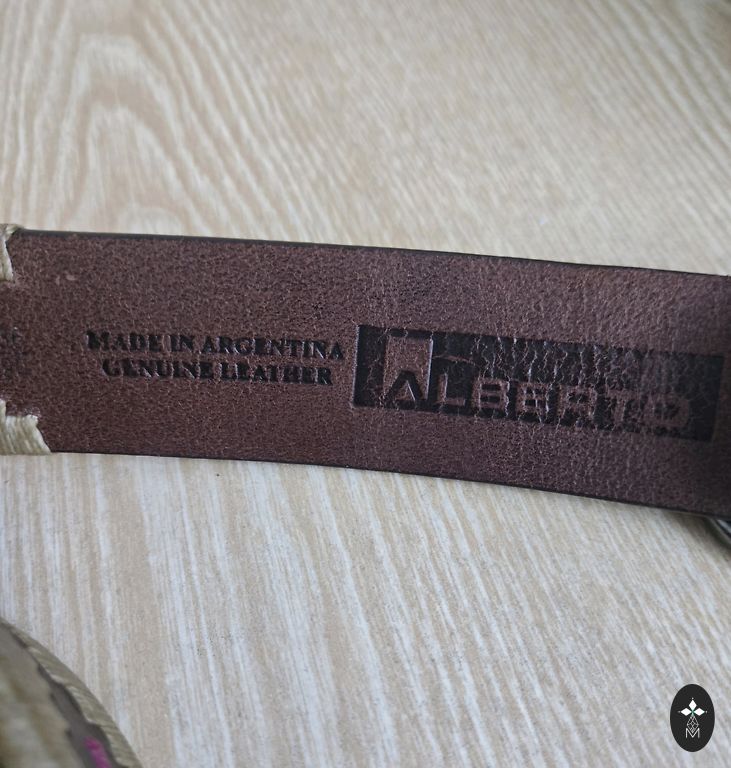 MADE IN ARGENTINA
GENUINE LEATHER
ALBERTO
M